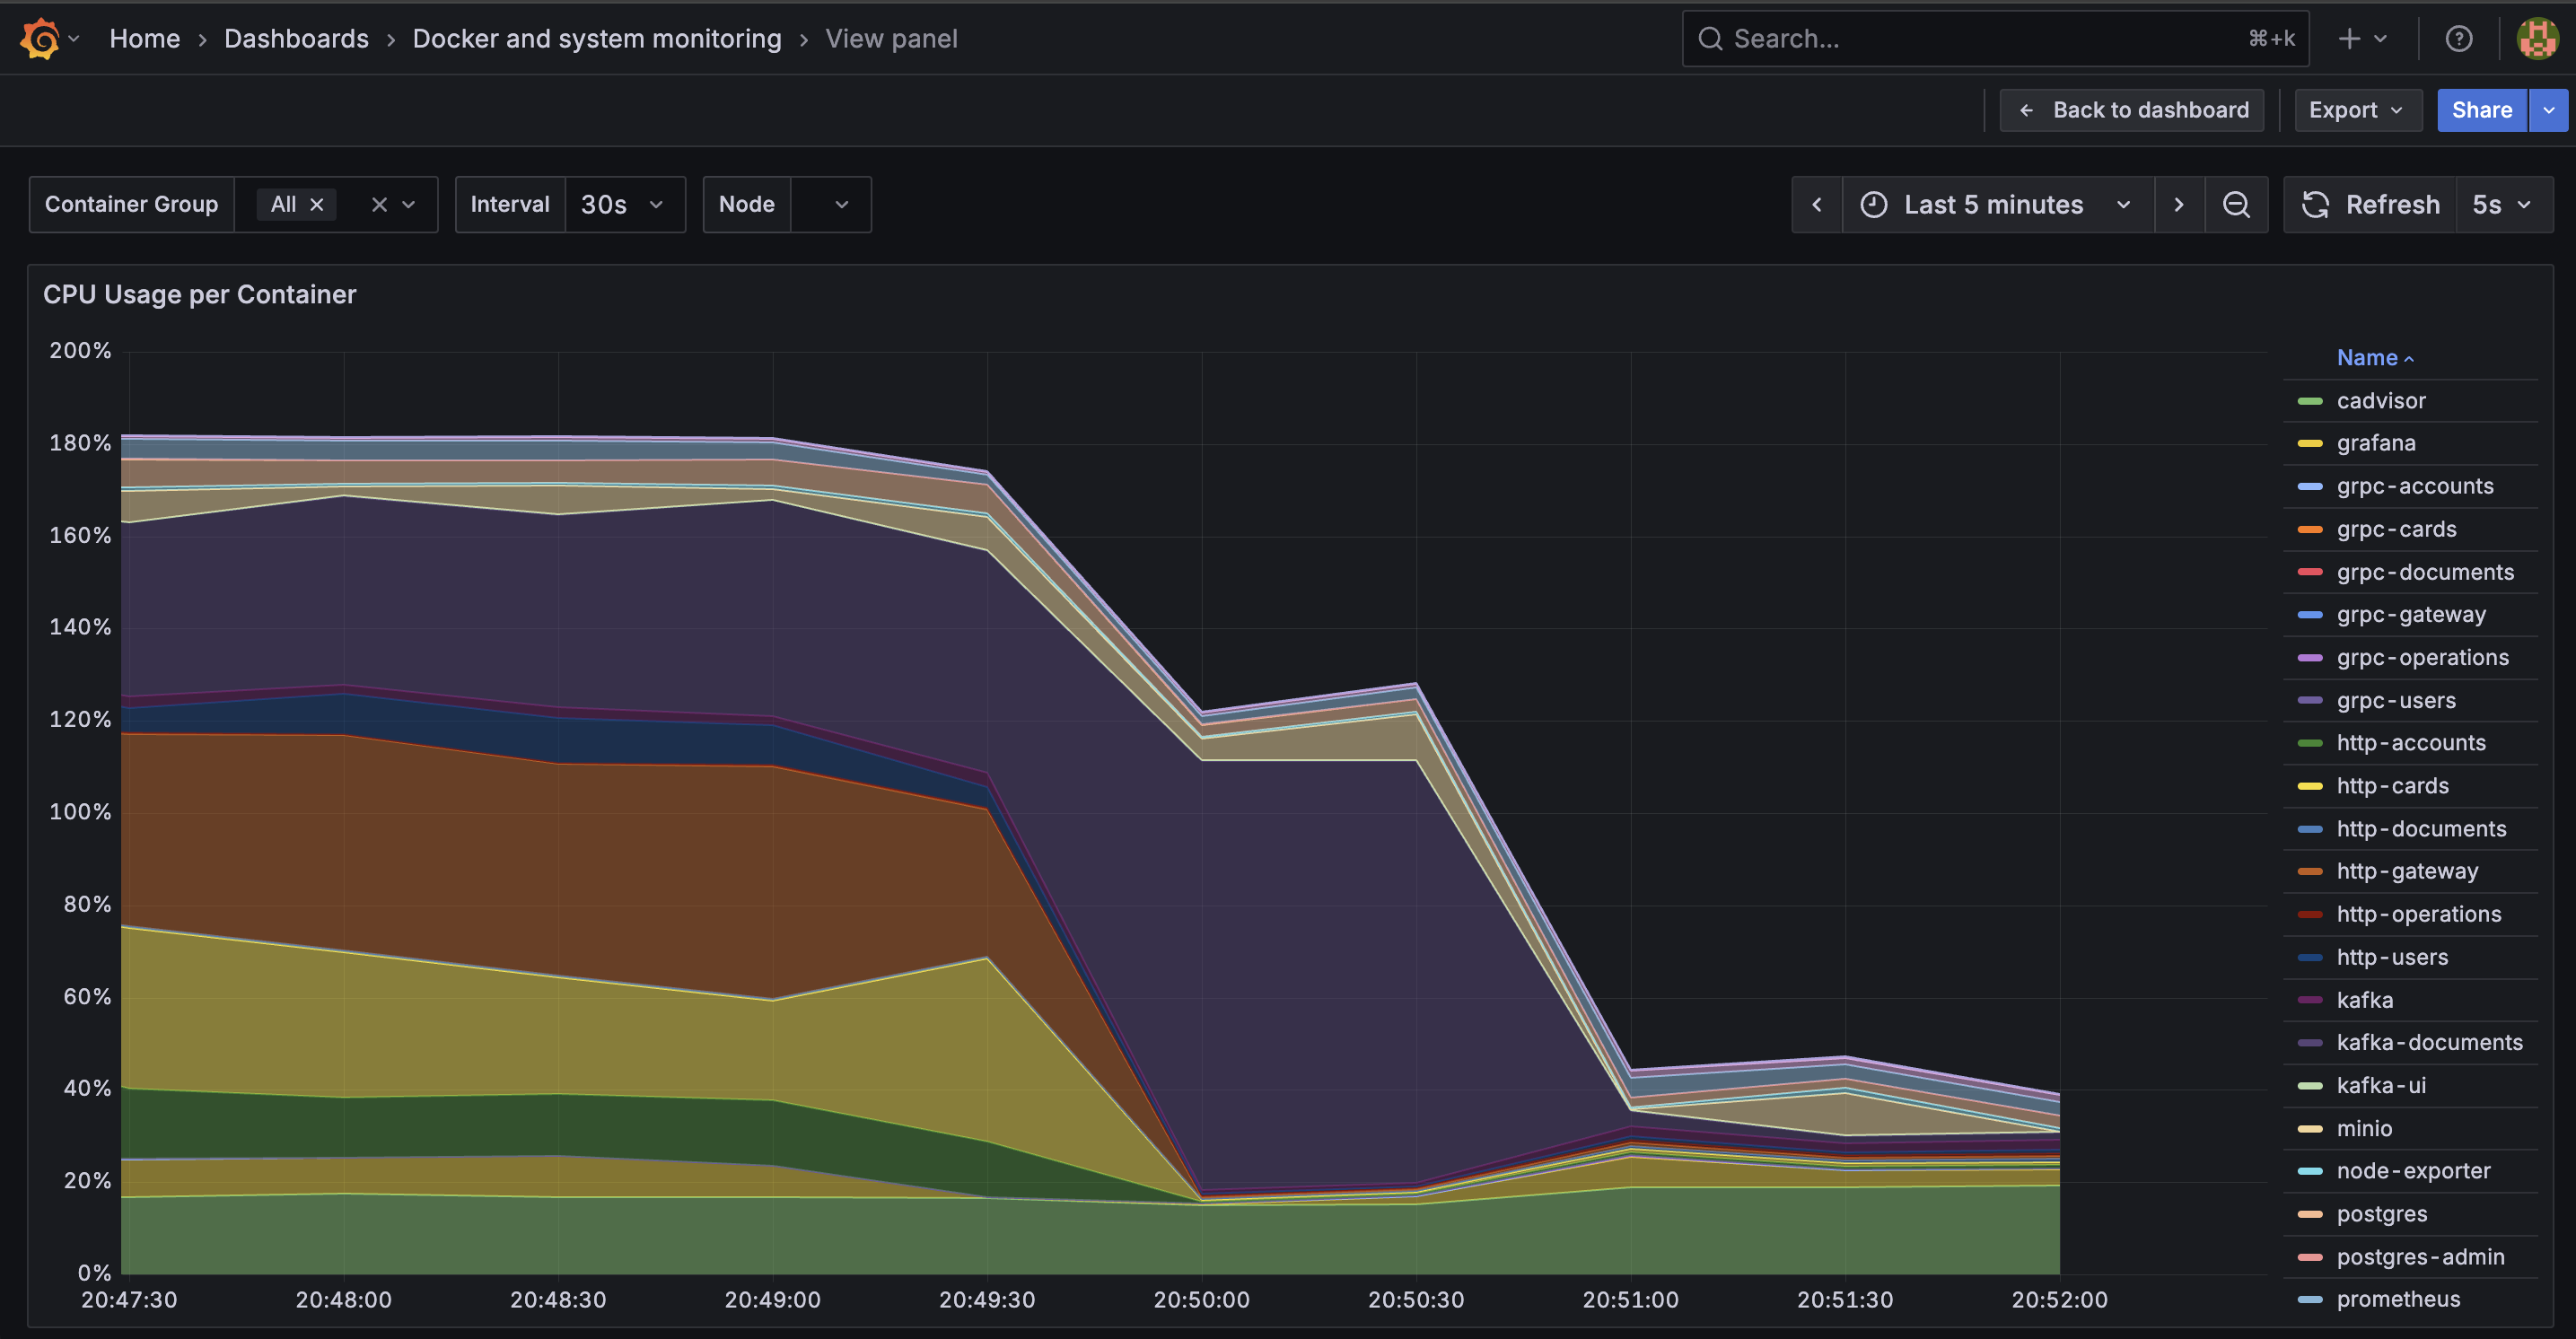 Home › Dashboards › Docker and system monitoring › View panel
Search...
⌘+k
Back to dashboard
Export
Share
Container Group
All
Interval
30s
Node
Last 5 minutes
Refresh
5s
CPU Usage per Container
200%
180%
160%
140%
120%
100%
80%
60%
40%
20%
0%
20:47:30
20:48:00
20:48:30
20:49:00
20:49:30
20:50:00
20:50:30
20:51:00
20:51:30
20:52:00
Name
cadvisor
grafana
grpc-accounts
grpc-cards
grpc-documents
grpc-gateway
grpc-operations
grpc-users
http-accounts
http-cards
http-documents
http-gateway
http-operations
http-users
kafka
kafka-documents
kafka-ui
minio
node-exporter
postgres
postgres-admin
prometheus